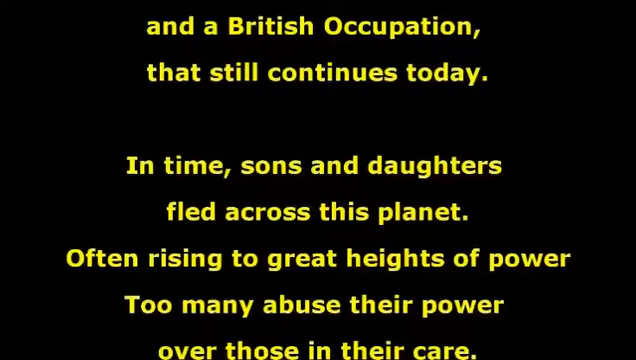 and a British Occupation,
that still continues today.
In time, sons and daughters
fled across this planet.
Often rising to great heights of power
Too many abuse their power
over those in their care.